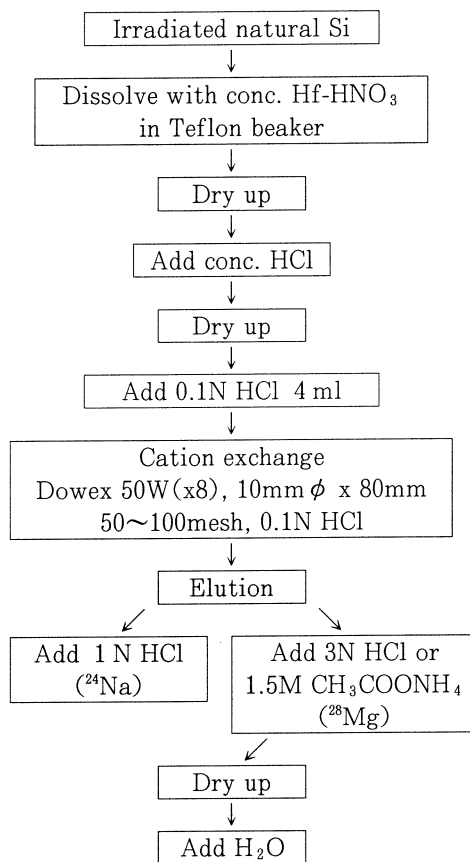 Irradiated natural Si
Dissolve with conc. Hf-HNO₃
in Teflon beaker
Dry up
Add conc. HCl
Dry up
Add 0.1N HCl 4 ml
Cation exchange
Dowex 50W(x8), 10mm φ x 80mm
50～100mesh, 0.1N HCl
Elution
Add 1 N HCl
(²⁴Na)
Add 3N HCl or
1.5M CH₃COONH₄
(²⁸Mg)
Dry up
Add H₂O